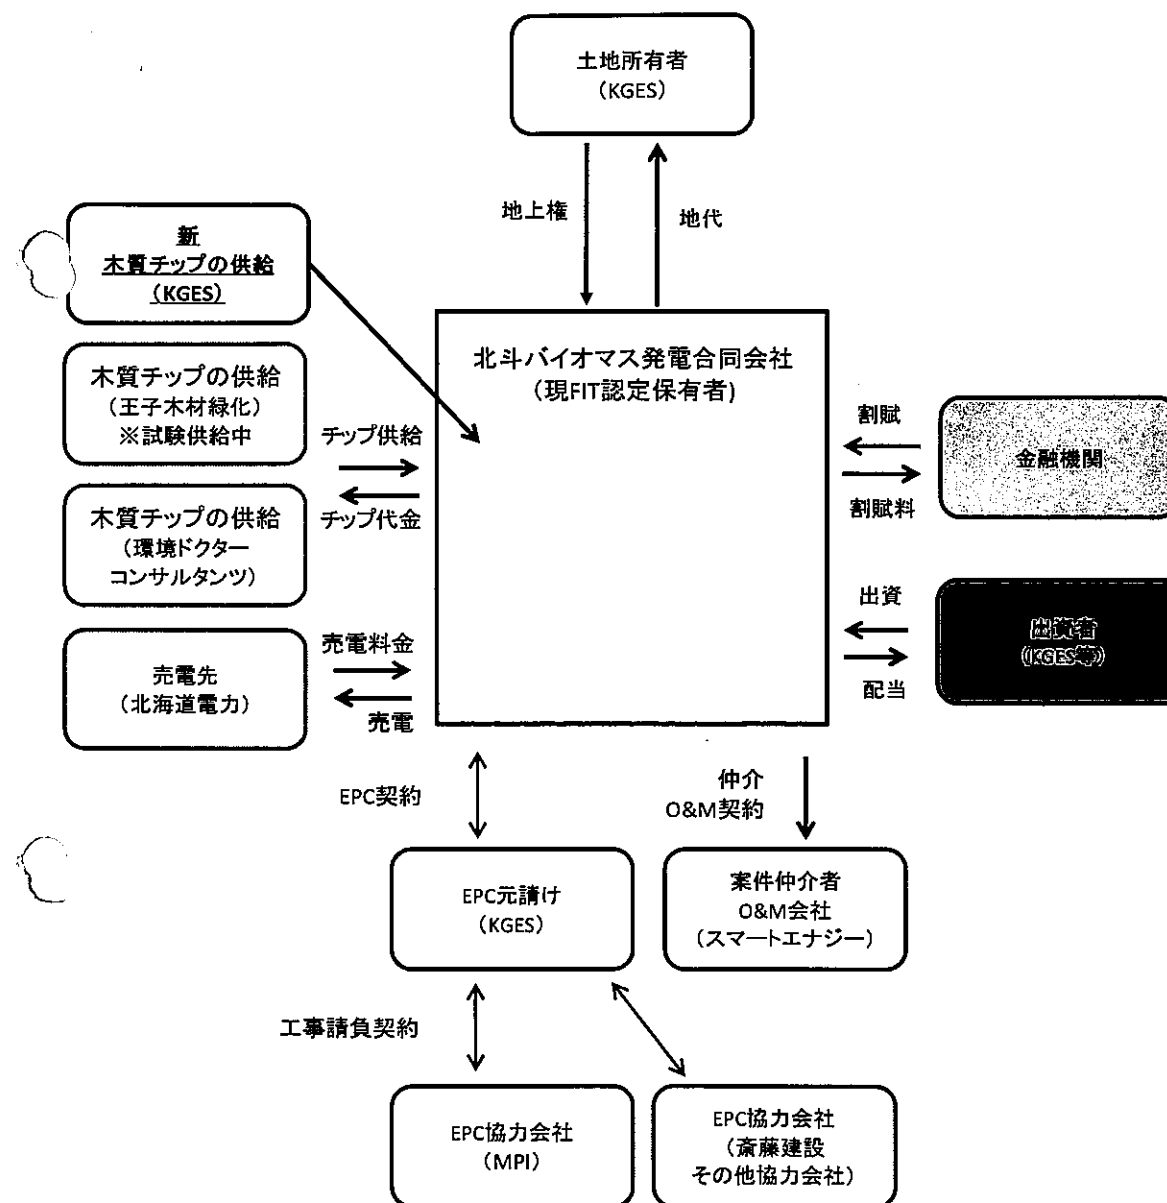 土地所有者
（KGES）
地上権
地代
新
木質チップの供給
（KGES）
木質チップの供給
（王子木材緑化）
※試験供給中
チップ供給
チップ代金
木質チップの供給
（環境ドクター
コンサルタンツ）
売電先
（北海道電力）
売電料金
売電
北斗バイオマス発電合同会社
（現FIT認定保有者)
割賦
割賦料
金融機関
出資
配当
出資者
(KGES等)
EPC契約
仲介
O&M契約
EPC元請け
（KGES）
案件仲介者
O&M会社
（スマートエナジー）
工事請負契約
EPC協力会社
（MPI）
EPC協力会社
（斎藤建設
その他協力会社）